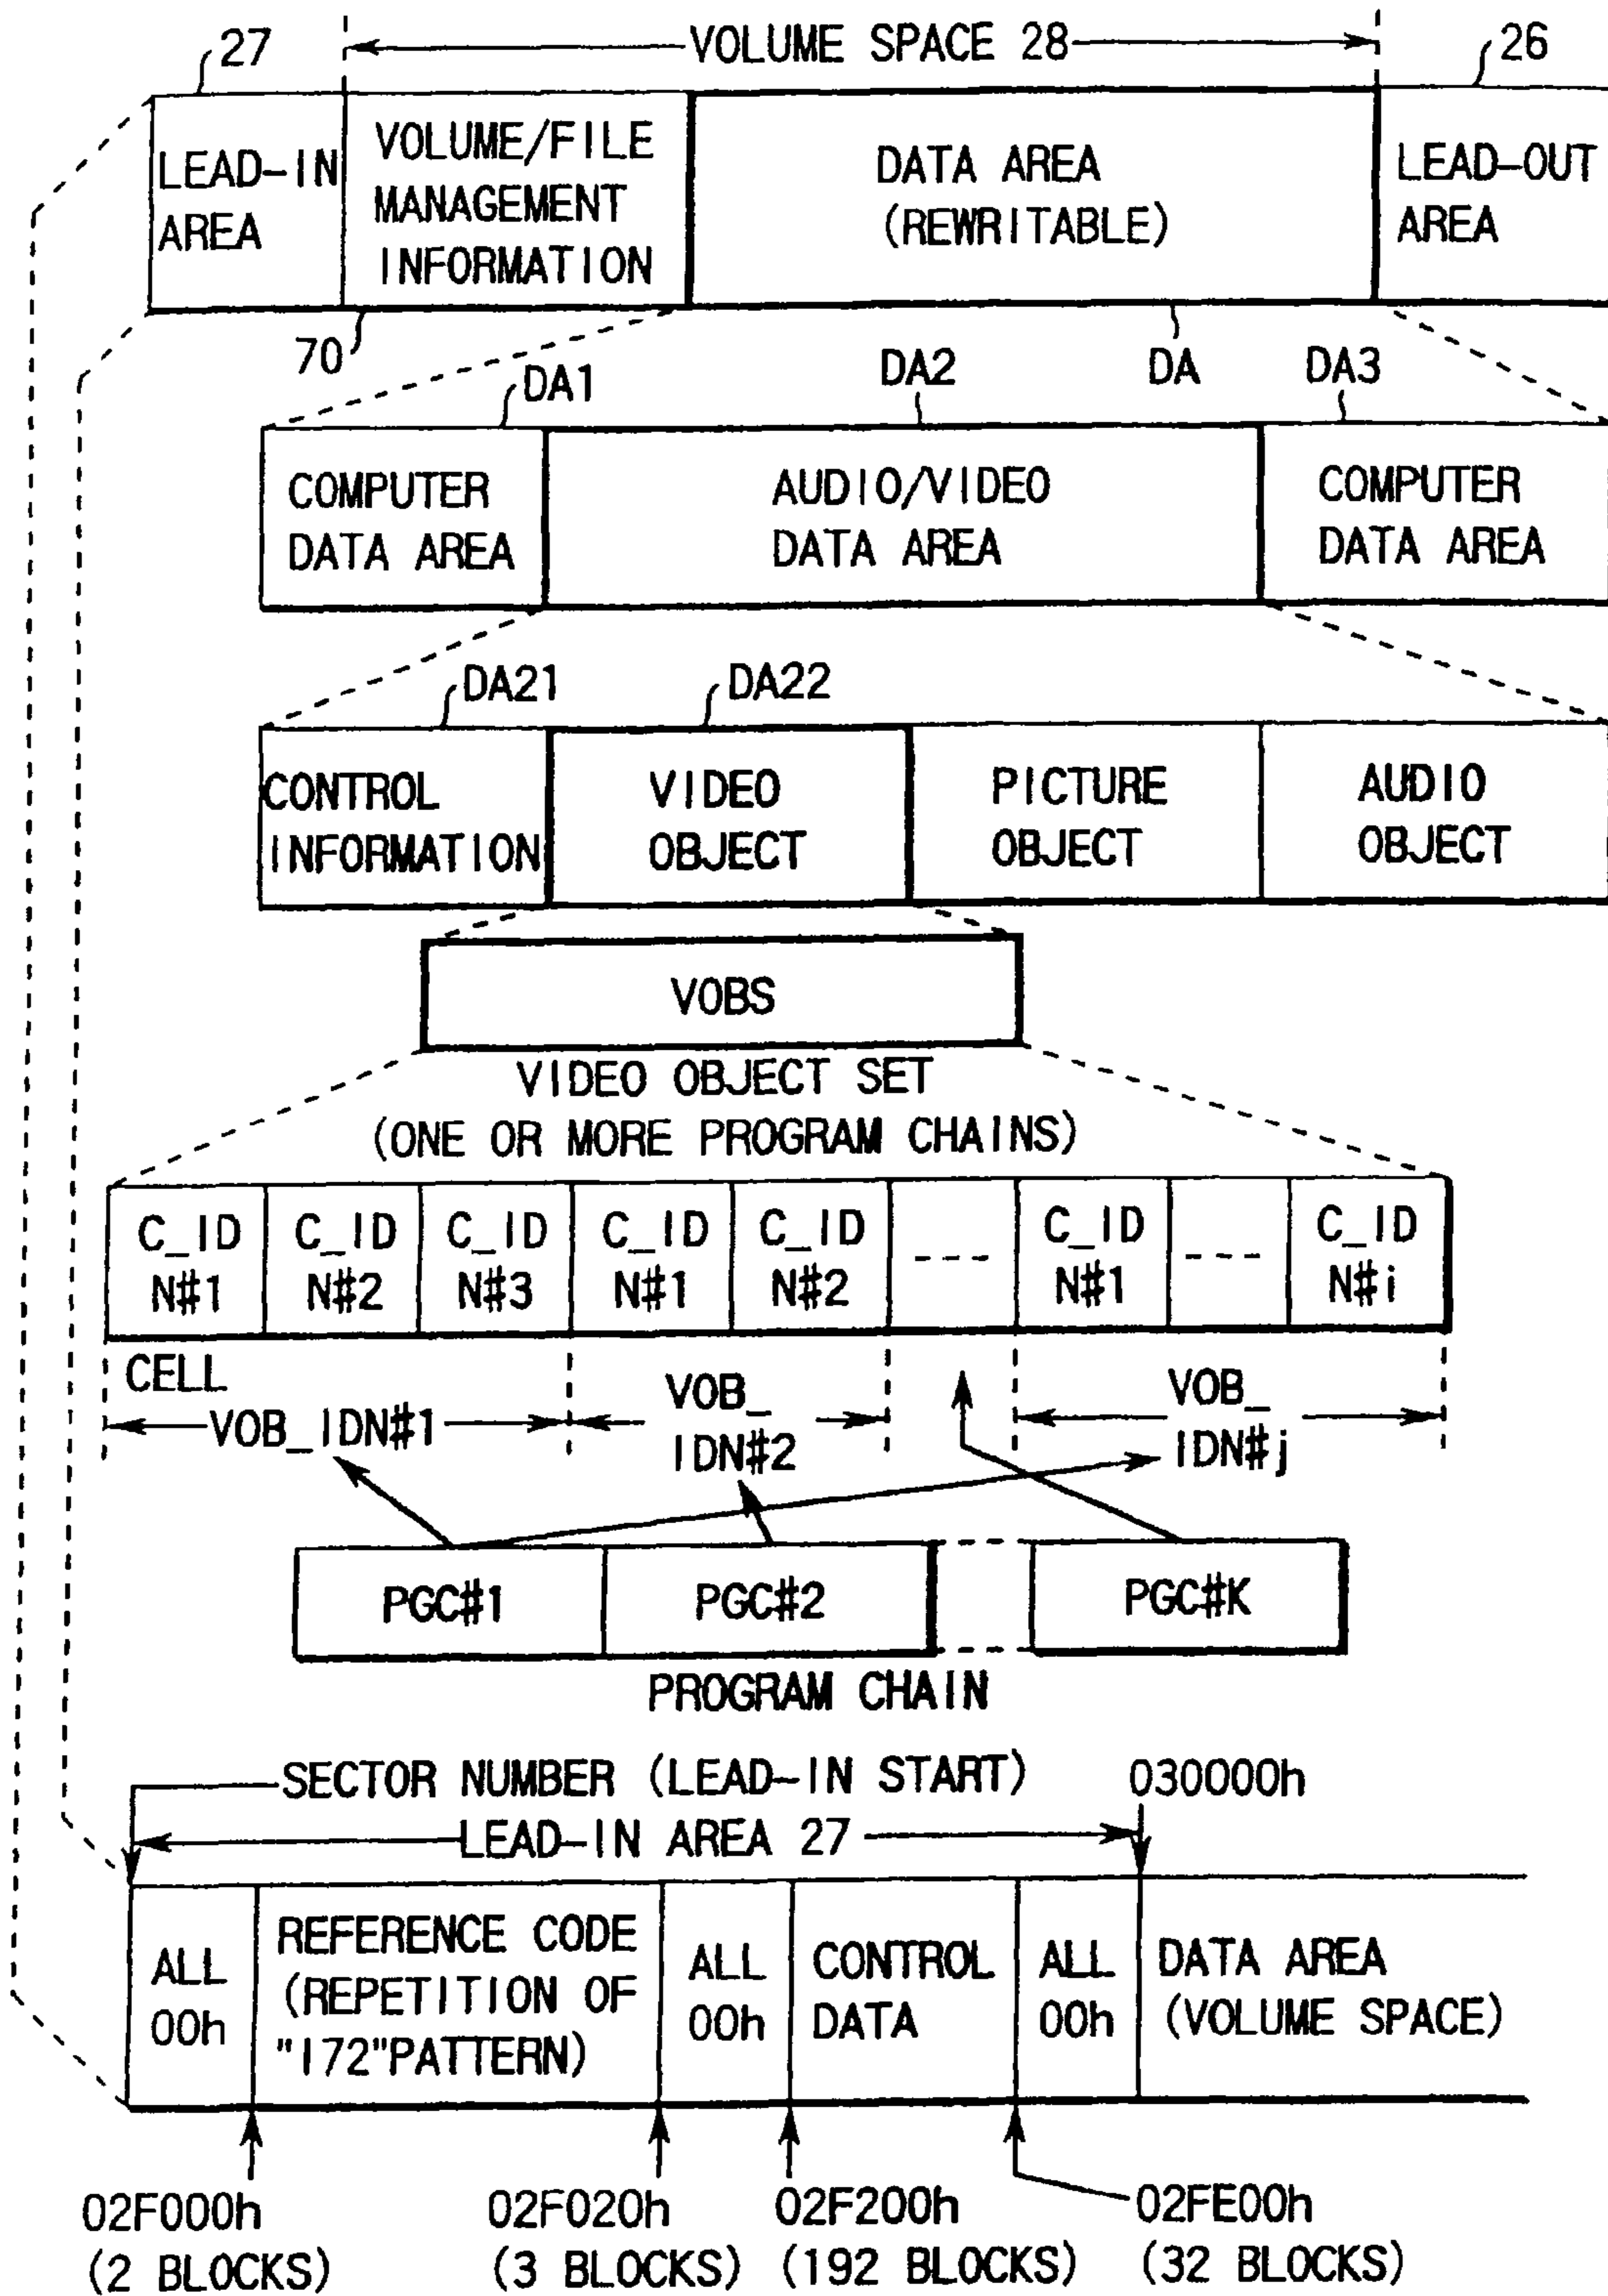 27
VOLUME SPACE 28
26
LEAD-IN
AREA
VOLUME/FILE
MANAGEMENT
INFORMATION
DATA AREA
(REWRITABLE)
LEAD-OUT
AREA
70
DA1
DA2
DA
DA3
COMPUTER
DATA AREA
AUDIO/VIDEO
DATA AREA
COMPUTER
DATA AREA
DA21
DA22
CONTROL
INFORMATION
VIDEO
OBJECT
PICTURE
OBJECT
AUDIO
OBJECT
VOBS
VIDEO OBJECT SET
(ONE OR MORE PROGRAM CHAINS)
C_ID
N#1
C_ID
N#2
C_ID
N#3
C_ID
N#1
C_ID
N#2
----
C_ID
N#1
----
C_ID
N#i
CELL
VOB_IDN#1
VOB_
IDN#2
VOB_
IDN#j
PGC#1
PGC#2
PGC#K
PROGRAM CHAIN
SECTOR NUMBER (LEAD-IN START)
030000h
LEAD-IN AREA 27
ALL
00h
REFERENCE CODE
(REPETITION OF
"172"PATTERN)
ALL
00h
CONTROL
DATA
ALL
00h
DATA AREA
(VOLUME SPACE)
02F000h
(2 BLOCKS)
02F020h
(3 BLOCKS)
02F200h
(192 BLOCKS)
02FE00h
(32 BLOCKS)